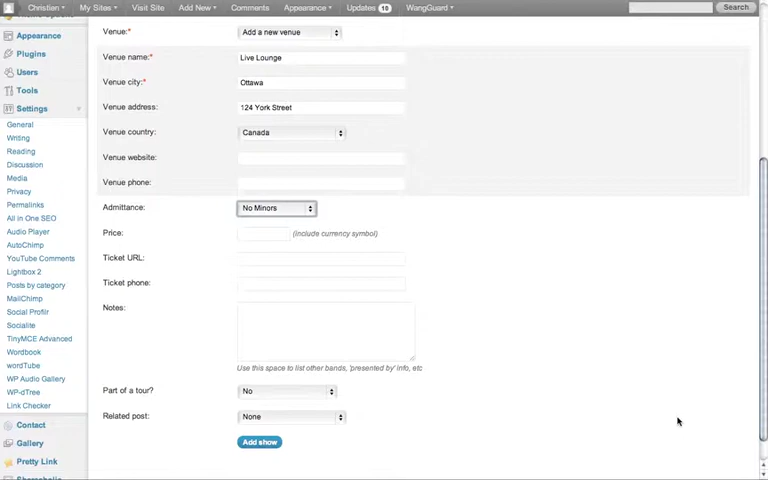 Christien
My Sites
Visit Site
Add New
Comments
Appearance
Updates 10
WangGuard
Search
Appearance
Plugins
Users
Tools
Settings
General
Writing
Reading
Discussion
Media
Privacy
Permalinks
All in One SEO
Audio Player
AutoChimp
YouTube Comments
Lightbox 2
Posts by category
MailChimp
Social Profilr
Socialite
TinyMCE Advanced
Wordbook
wordTube
WP Audio Gallery
WP-dTree
Link Checker
Contact
Gallery
Pretty Link
Venue:* Add a new venue
Venue name:* Live Lounge
Venue city:* Ottawa
Venue address: 124 York Street
Venue country: Canada
Venue website:
Venue phone:
Admittance: No Minors
Price: (include currency symbol)
Ticket URL:
Ticket phone:
Notes:
Use this space to list other bands, 'presented by' info, etc
Part of a tour? No
Related post: None
Add show